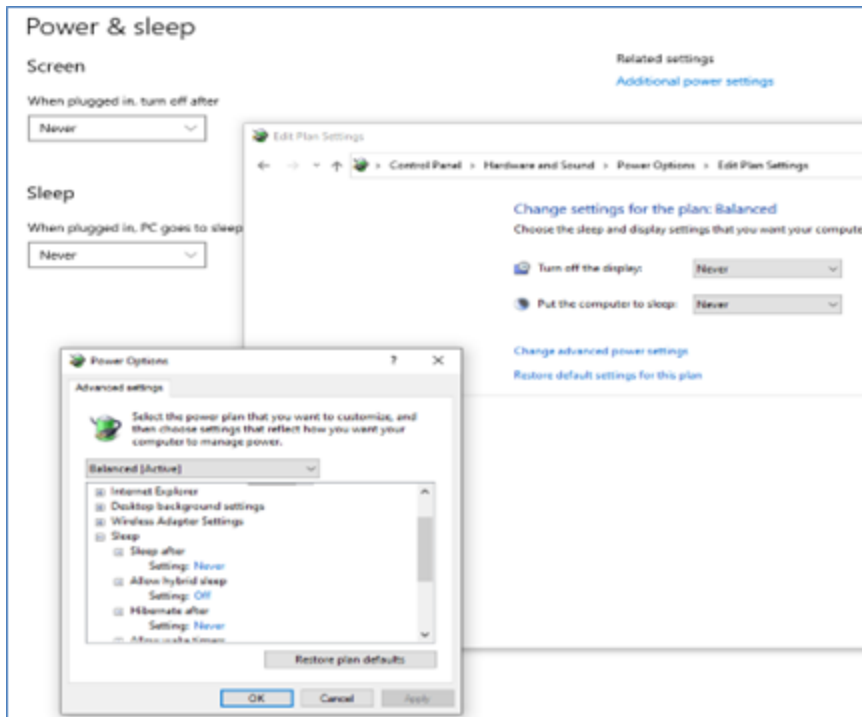 Power & sleep
Screen
When plugged in, turn off after
Never
Sleep
When plugged in, PC goes to sleep
Never
Related settings
Additional power settings
Edit Plan Settings
Control Panel > Hardware and Sound > Power Options > Edit Plan Settings
Change settings for the plan: Balanced
Choose the sleep and display settings that you want your compute
Turn off the display: Never
Put the computer to sleep: Never
Change advanced power settings
Restore default settings for this plan
Power Options
Advanced settings
Select the power plan that you want to customize, and
then choose settings that reflect how you want your
computer to manage power.
Balanced [Active]
Internet Explorer
Desktop background settings
Wireless Adapter Settings
Sleep
Sleep after
Setting: Never
Allow hybrid sleep
Setting: Off
Hibernate after
Setting: Never
Allow wake timers
Restore plan defaults
OK Cancel Apply